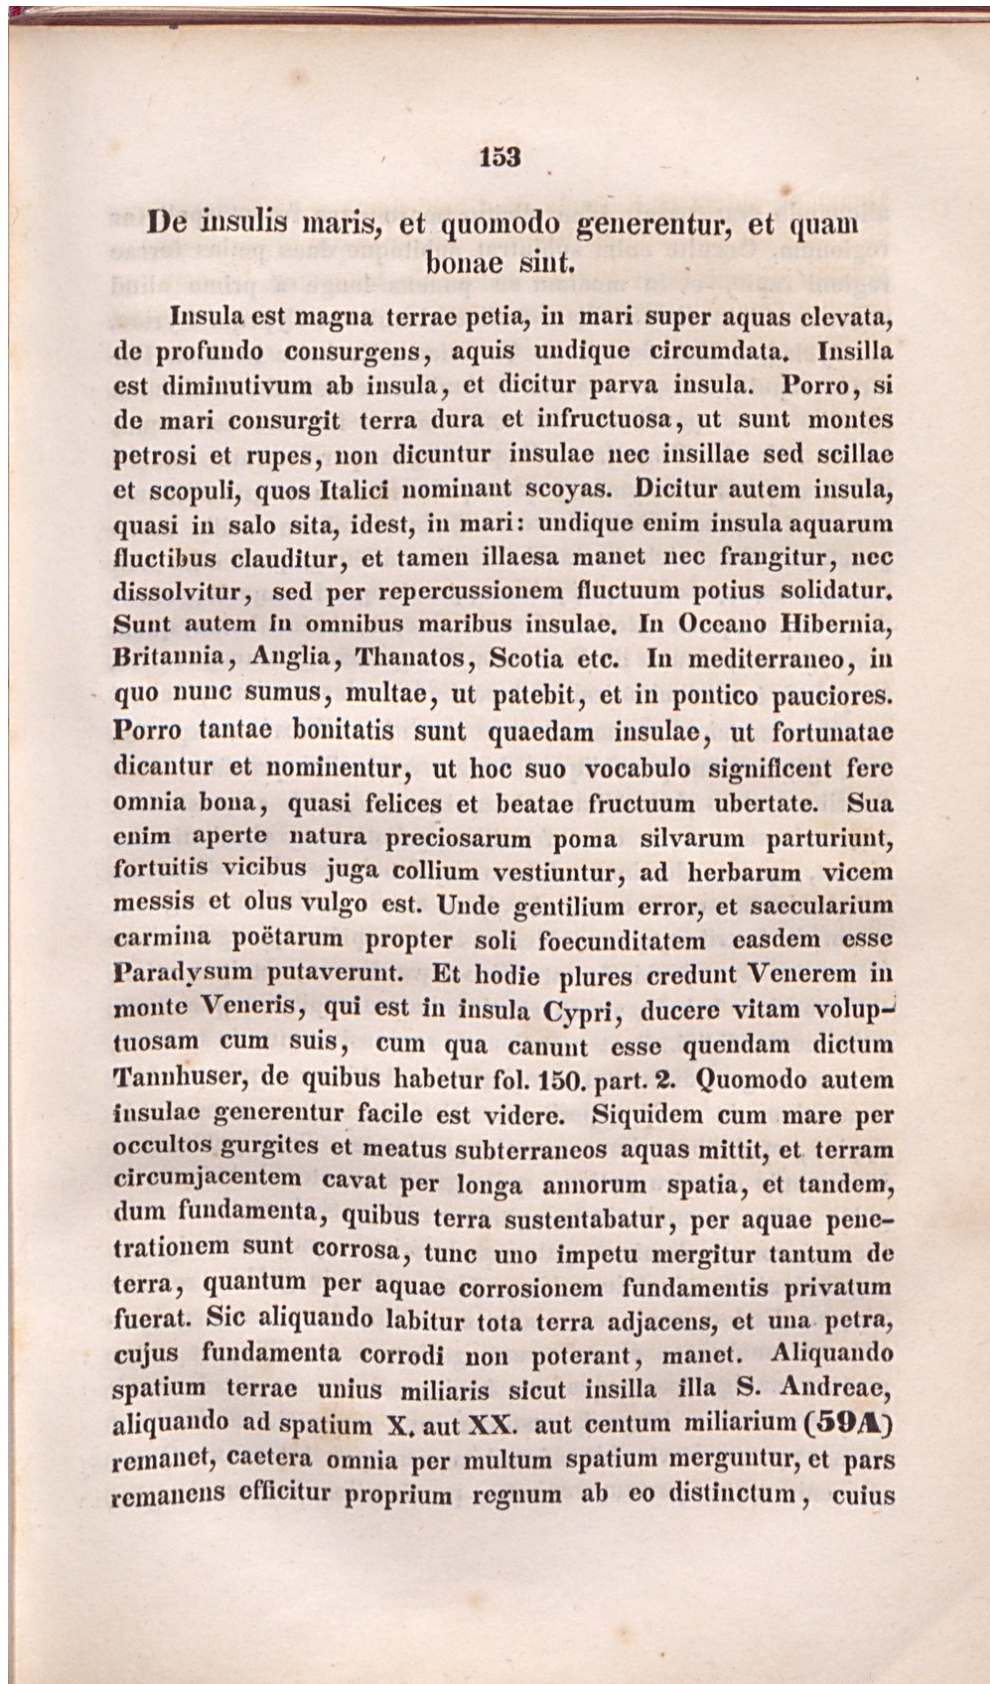 153
De insulis maris, et quomodo generentur, et quam
bonae sint.
Insula est magna terrae petia, in mari super aquas elevata,
de profundo consurgens, aquis undique circumdata. Insilla
est diminutivum ab insula, et dicitur parva insula. Porro, si
de mari consurgit terra dura et infructuosa, ut sunt montes
petrosi et rupes, non dicuntur insulae nec insillae sed scillae
et scopuli, quos Italici nominant scoyas. Dicitur autem insula,
quasi in salo sita, idest, in mari: undique enim insula aquarum
fluctibus clauditur, et tamen illaesa manet nec frangitur, nec
dissolvitur, sed per repercussionem fluctuum potius solidatur.
Sunt autem in omnibus maribus insulae. In Oceano Hibernia,
Britannia, Anglia, Thanatos, Scotia etc. In mediterraneo, in
quo nunc sumus, multae, ut patebit, et in pontico pauciores.
Porro tantae bonitatis sunt quaedam insulae, ut fortunatae
dicantur et nominentur, ut hoc suo vocabulo significent fere
omnia bona, quasi felices et beatae fructuum ubertate. Sua
enim aperte natura preciosarum poma silvarum parturiunt,
fortuitis vicibus juga collium vestiuntur, ad herbarum vicem
messis et olus vulgo est. Unde gentilium error, et saecularium
carmina poëtarum propter soli foecunditatem easdem esse
Paradysum putaverunt. Et hodie plures credunt Venerem in
monte Veneris, qui est in insula Cypri, ducere vitam volup-
tuosam cum suis, cum qua canunt esse quendam dictum
Tannhuser, de quibus habetur fol. 150. part. 2. Quomodo autem
insulae generentur facile est videre. Siquidem cum mare per
occultos gurgites et meatus subterraneos aquas mittit, et terram
circumjacentem cavat per longa annorum spatia, et tandem,
dum fundamenta, quibus terra sustentabatur, per aquae pene-
trationem sunt corrosa, tunc uno impetu mergitur tantum de
terra, quantum per aquae corrosionem fundamentis privatum
fuerat. Sic aliquando labitur tota terra adjacens, et una petra,
cujus fundamenta corrodi non poterant, manet. Aliquando
spatium terrae unius miliaris sicut insilla illa S. Andreae,
aliquando ad spatium X. aut XX. aut centum miliarium (59A)
remanet, caetera omnia per multum spatium merguntur, et pars
remanens efficitur proprium regnum ab eo distinctum, cuius